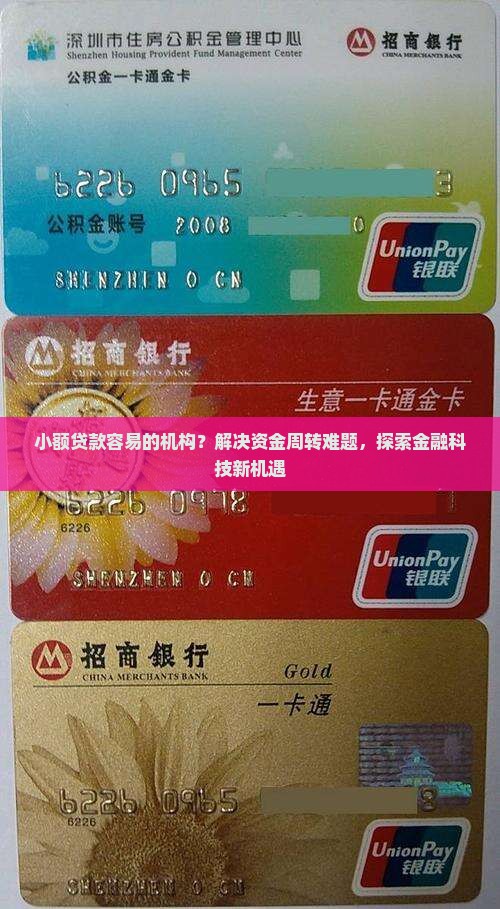 深圳市住房公积金管理中心
Shenzhen Housing Provident Fund Management Center
招商银行
CHINA MERCHANTS BANK
公积金一卡通金卡
6226 0965 3
公积金账号 2008 0
UnionPay
银联
SHENZHEN O CN
招商银行
CHINA MERCHANTS BANK
生意一卡通金卡
小额贷款容易的机构？解决资金周转难题，探索金融科
技新机遇
6226 0978 1
6226
UnionPay
银联
SHENZHEN O CN
招商銀行
CHINA MERCHANTS BANK
Gold
一卡通
6226 0965 8
6226
UnionPay
银联
SHENZHEN O CN